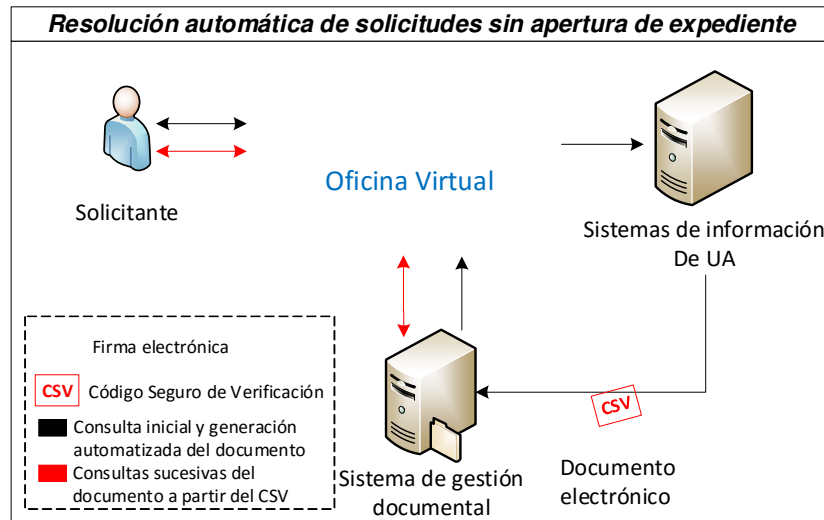 Resolución automática de solicitudes sin apertura de expediente
Oficina Virtual
Solicitante
Sistemas de información
De UA
Firma electrónica
CSV
Código Seguro de Verificación
Consulta inicial y generación
automatizada del documento
Consultas sucesivas del
documento a partir del CSV
Sistema de gestión
documental
CSV
Documento
electrónico